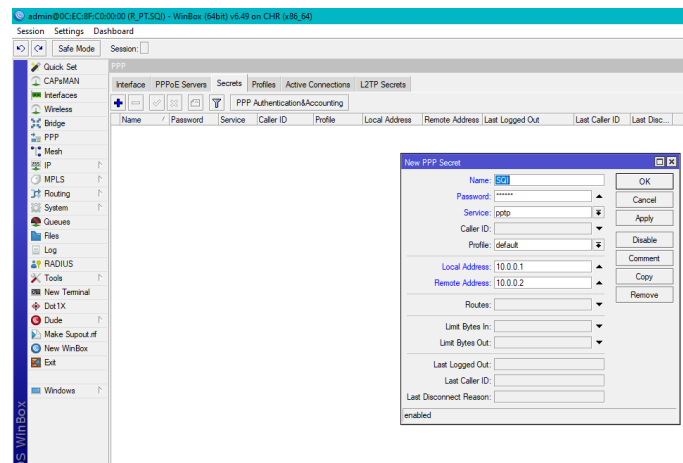 admin@0C:EC:8F:C0:00:00 (R_PT.SQI) - WinBox (64bit) v6.49 on CHR (x86_64)
Session Settings Dashboard
Safe Mode Session:
Quick Set
CAPsMAN
Interfaces
Wireless
Bridge
PPP
Mesh
IP
MPLS
Routing
System
Queues
Files
Log
RADIUS
Tools
New Terminal
Dot1X
Dude
Make Supout.rif
New WinBox
Exit
Windows
S WinBox
PPP
Interface PPPoE Servers Secrets Profiles Active Connections L2TP Secrets
PPP Authentication&Accounting
Name Password Service Caller ID Profile Local Address Remote Address Last Logged Out Last Caller ID Last Disc...
New PPP Secret
Name: SQI
Password: ******
Service: pptp
Caller ID:
Profile: default
Local Address: 10.0.0.1
Remote Address: 10.0.0.2
Routes:
Limit Bytes In:
Limit Bytes Out:
Last Logged Out:
Last Caller ID:
Last Disconnect Reason:
enabled
OK
Cancel
Apply
Disable
Comment
Copy
Remove